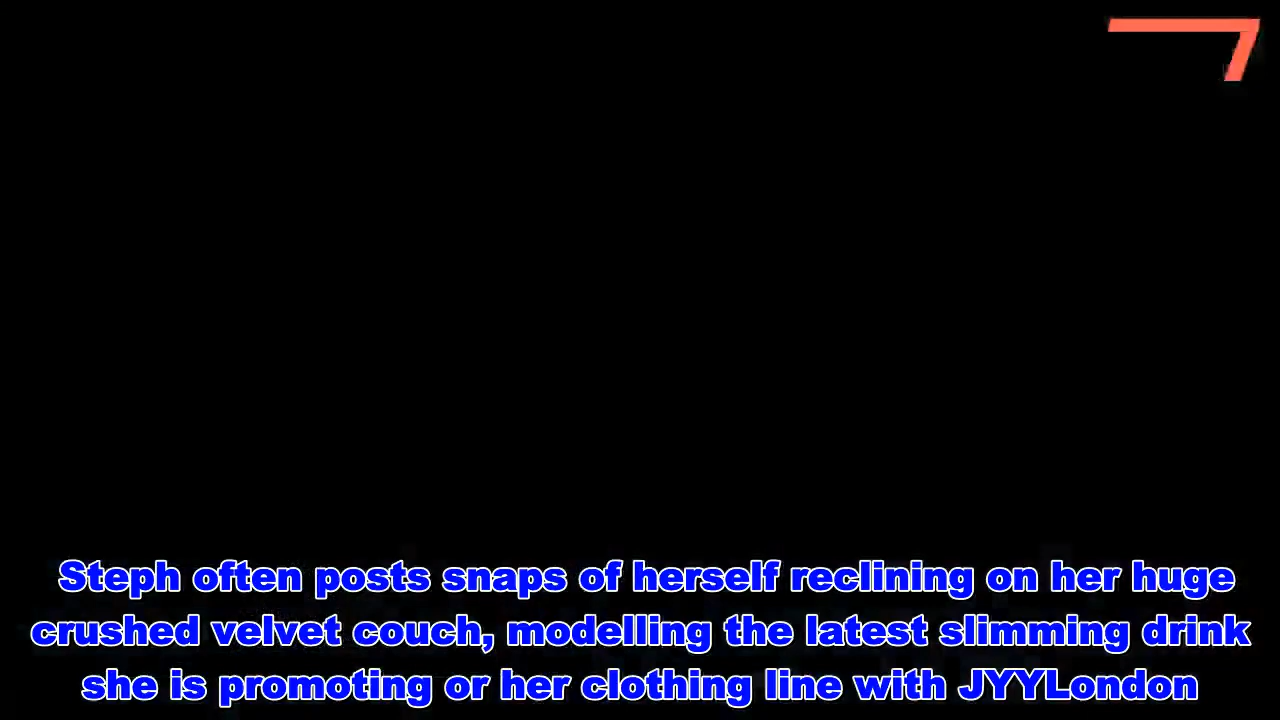 Steph often posts snaps of herself reclining on her huge
crushed velvet couch, modelling the latest slimming drink
she is promoting or her clothing line with JYYLondon